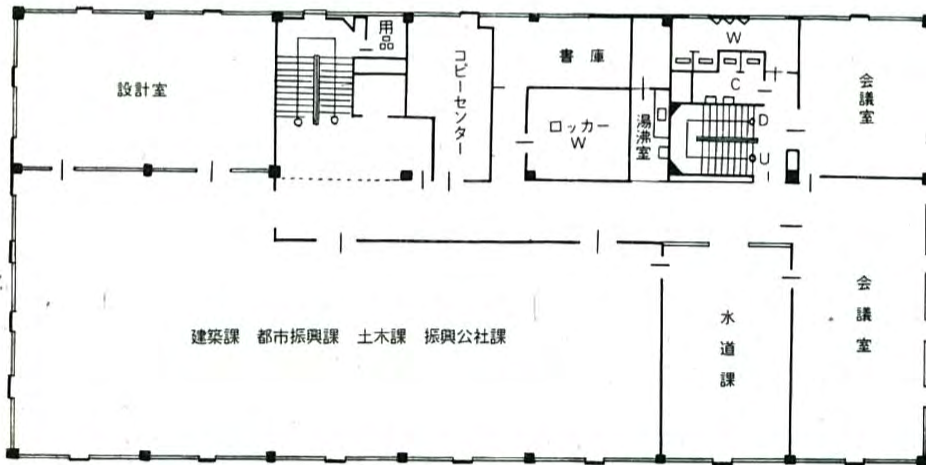 設計室
用品
コピーセンター
書庫
ロッカー
W
湯沸室
W
C
D
U
会議室
建築課 都市振興課 土木課 振興公社課
水道課
会議室